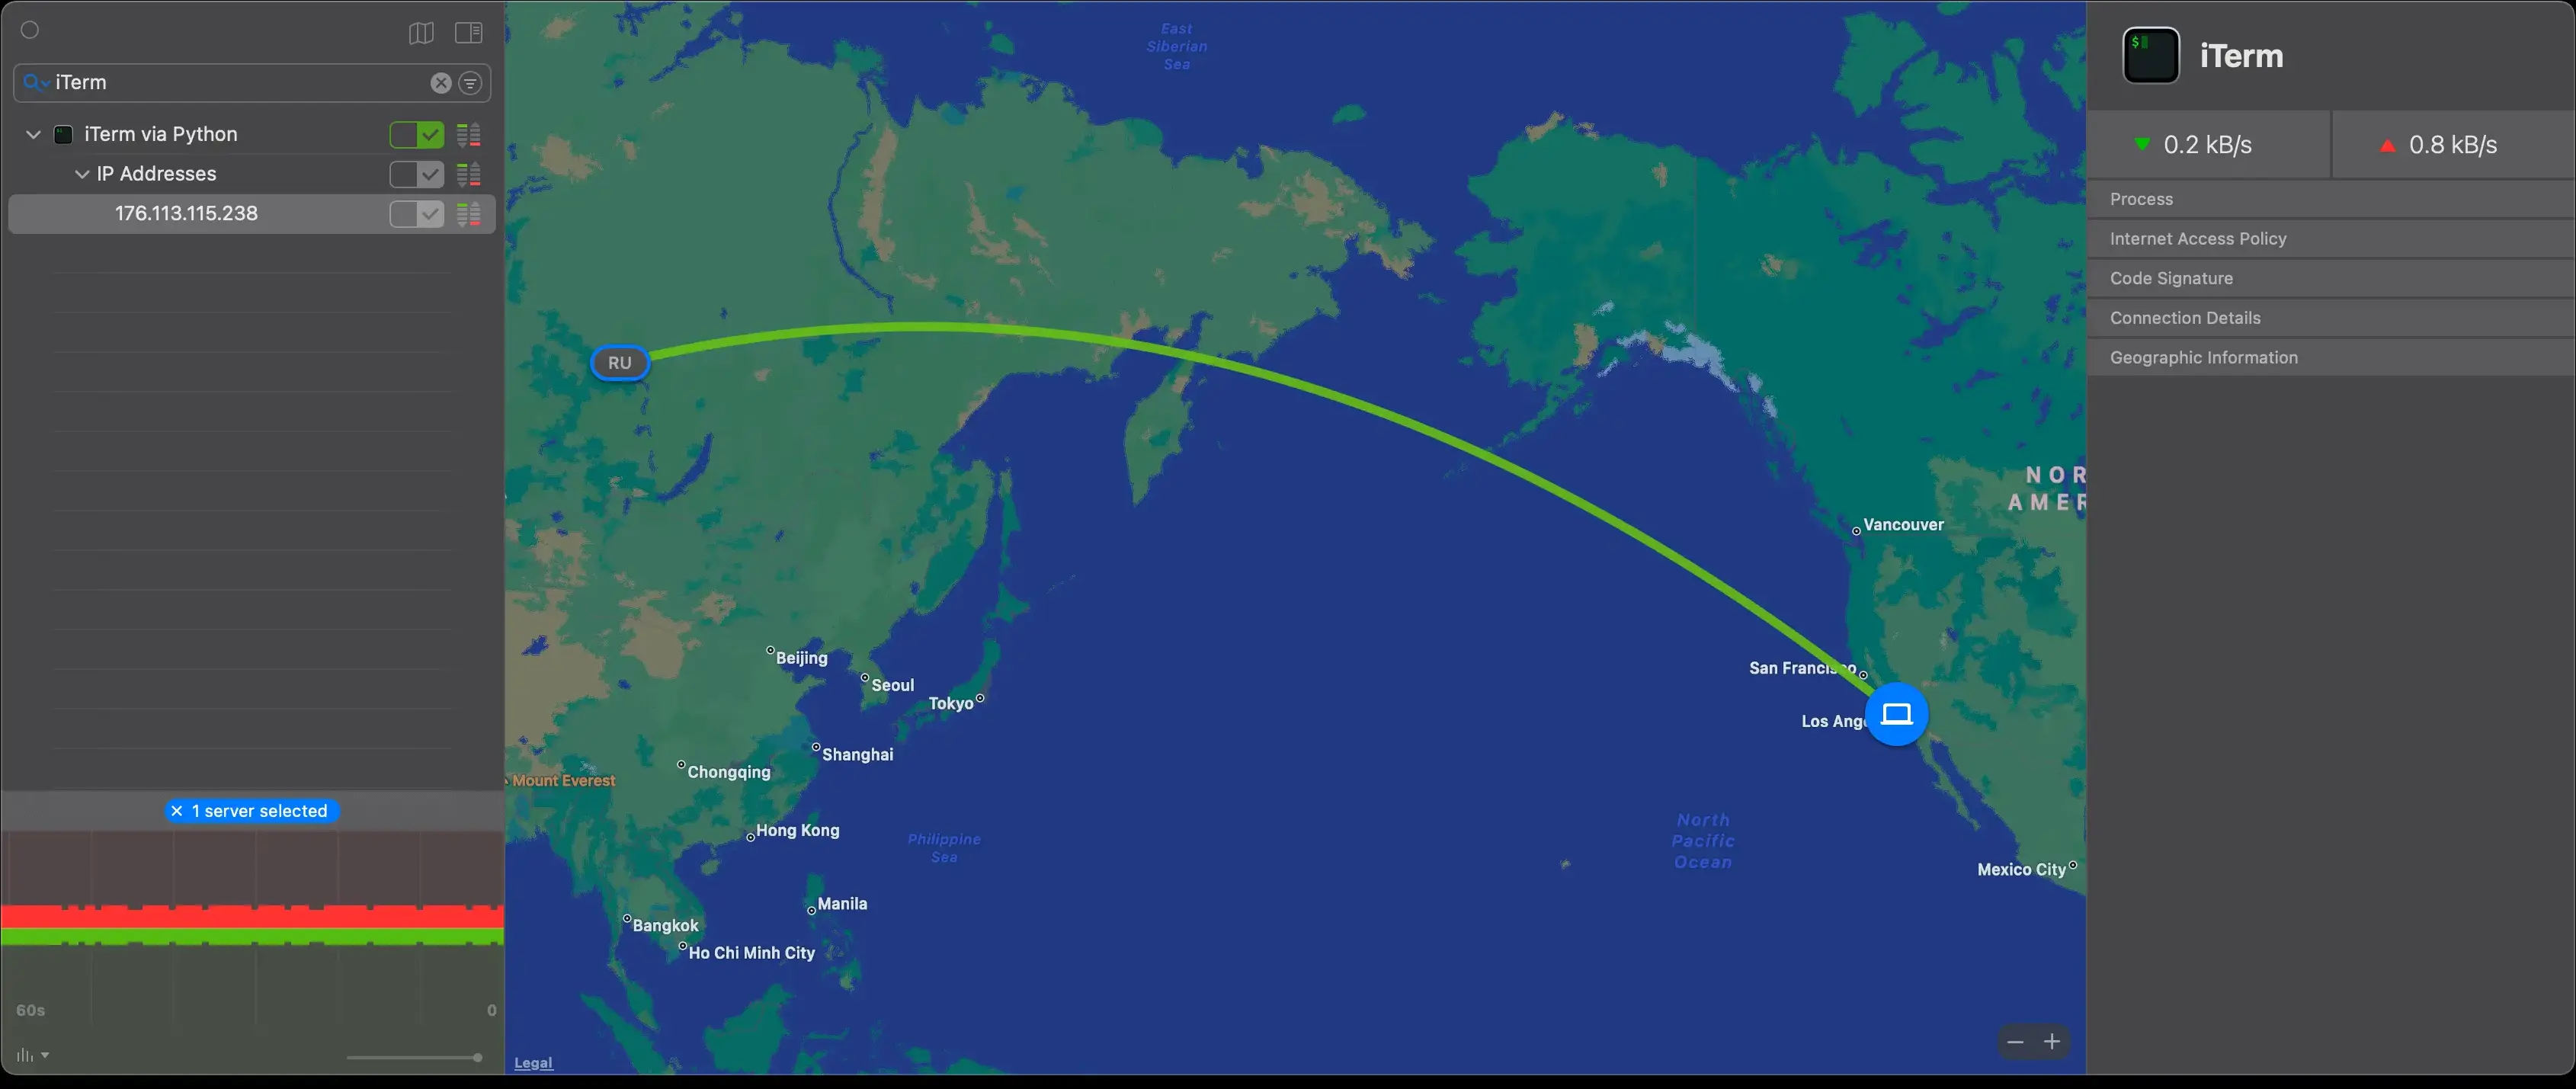 iTerm
iTerm via Python
IP Addresses
176.113.115.238
1 server selected
60s
0
East
Siberian
Sea
RU
NOR
AMER
Vancouver
San Francisco
Los Ange
Beijing
Seoul
Tokyo
Shanghai
Chongqing
Mount Everest
Hong Kong
Philippine
Sea
North
Pacific
Ocean
Mexico City
Manila
Bangkok
Ho Chi Minh City
Legal
$
iTerm
0.2 kB/s
0.8 kB/s
Process
Internet Access Policy
Code Signature
Connection Details
Geographic Information